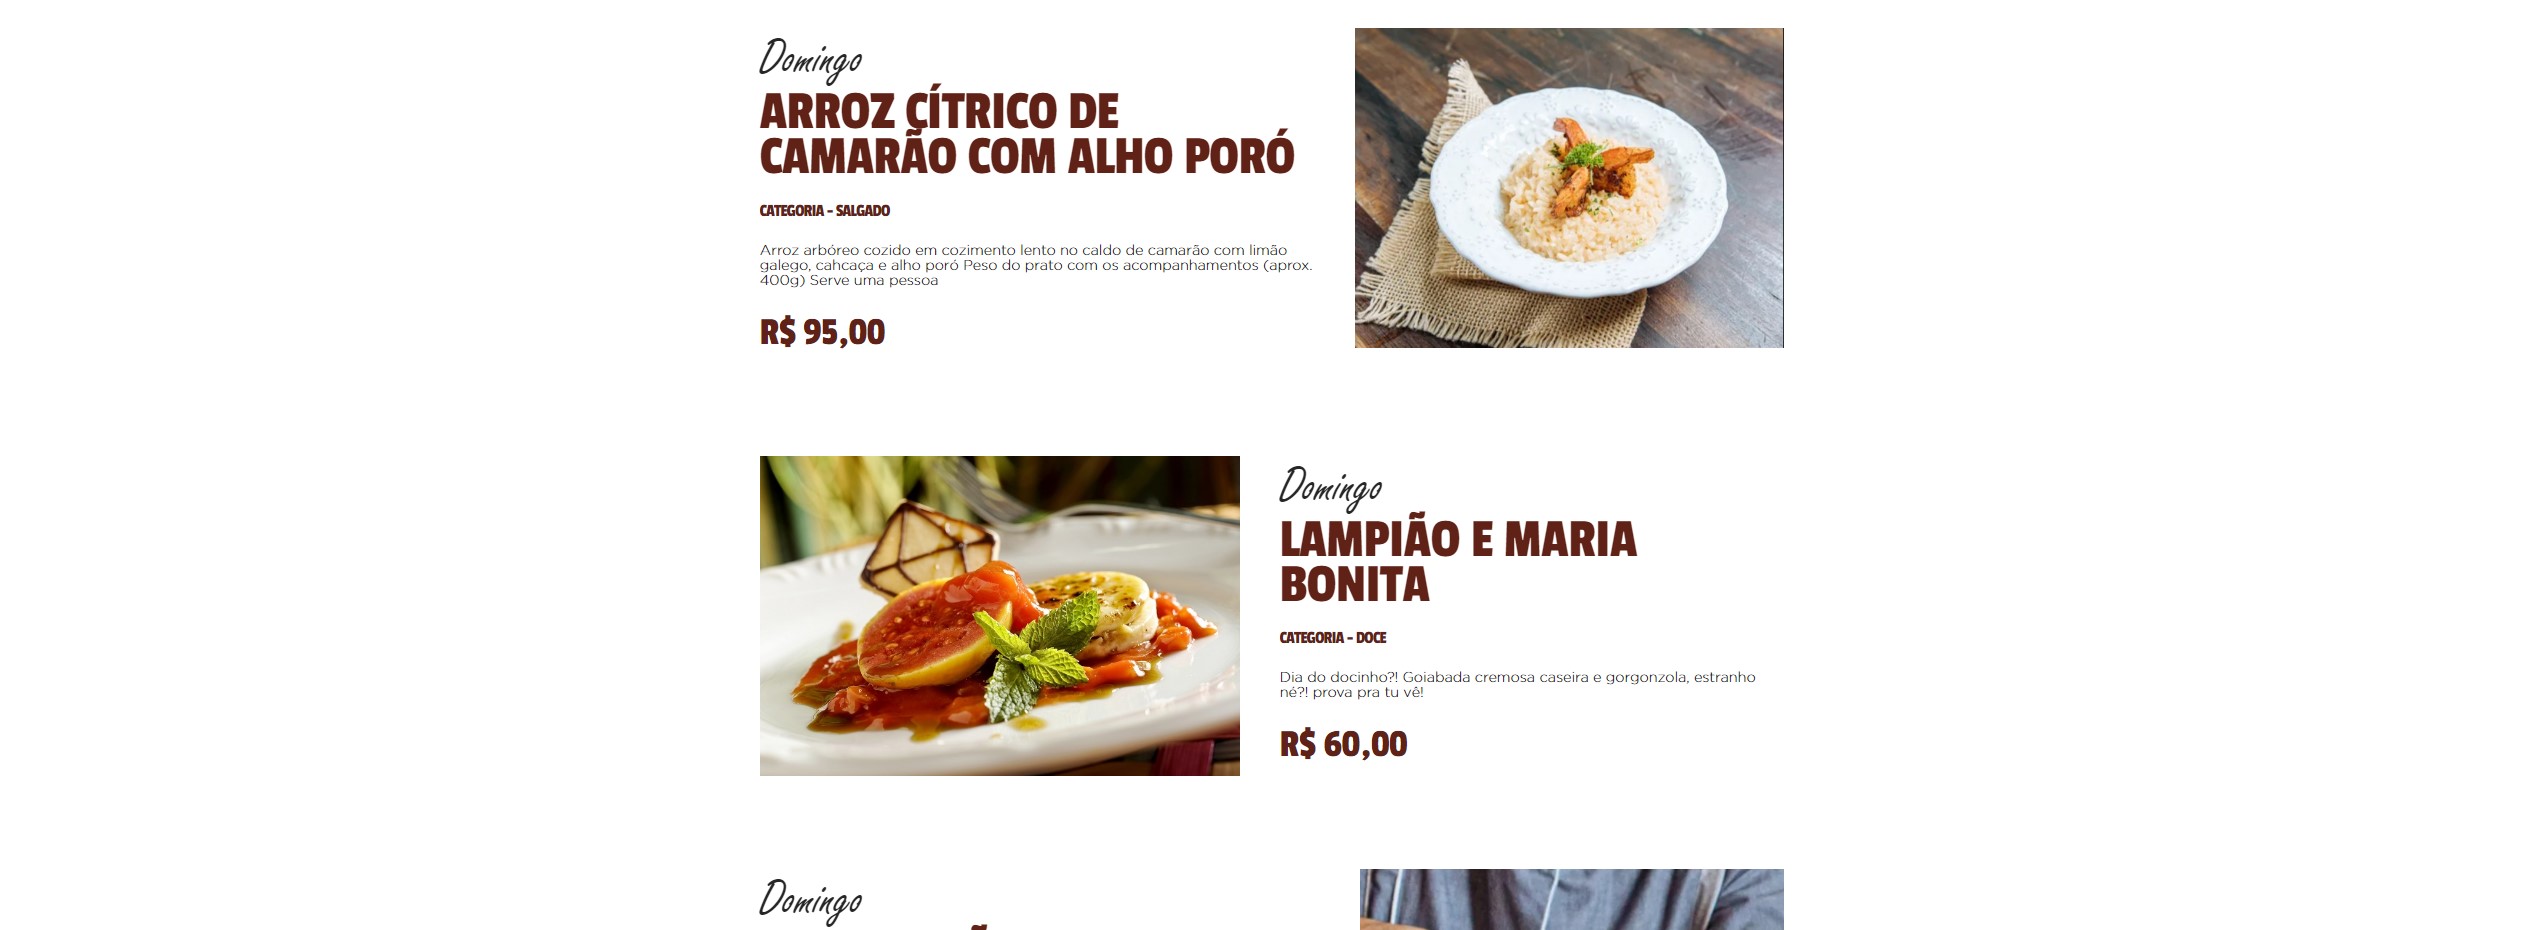 Domingo
ARROZ CÍTRICO DE
CAMARÃO COM ALHO PORÓ
CATEGORIA - SALGADO
Arroz arbóreo cozido em cozimento lento no caldo de camarão com limão
galego, cahcaça e alho poró Peso do prato com os acompanhamentos (aprox.
400g) Serve uma pessoa
R$ 95,00
Domingo
LAMPIÃO E MARIA
BONITA
CATEGORIA - DOCE
Dia do docinho?! Goiabada cremosa caseira e gorgonzola, estranho
né?! prova pra tu vê!
R$ 60,00
Domingo